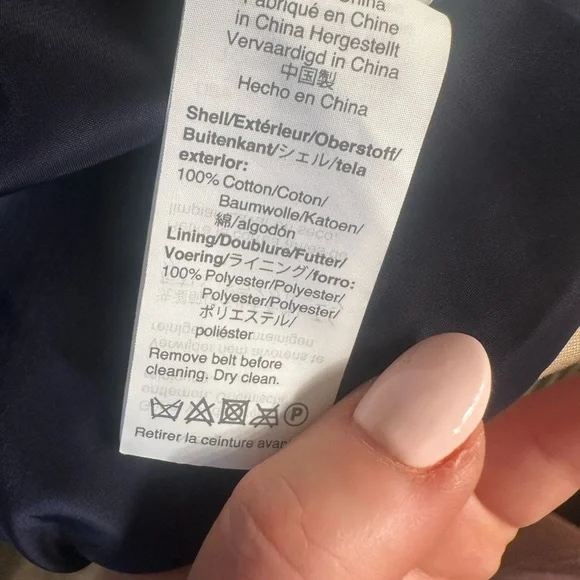 China
Fabriqué en Chine
in China Hergestellt
Vervaardigd in China
中国製
Hecho en China
Shell/Extérieur/Oberstoff/
Buitenkant/シェル/tela
exterior:
100% Cotton/Coton/
Baumwolle/Katoen/
綿/algodón
Lining/Doublure/Futter/
Voering/ライニング/forro:
100% Polyester/Polyester/
Polyester/Polyester/
ポリエステル/
poliéster
Remove belt before
cleaning. Dry clean.
P
Retirer la ceinture avan